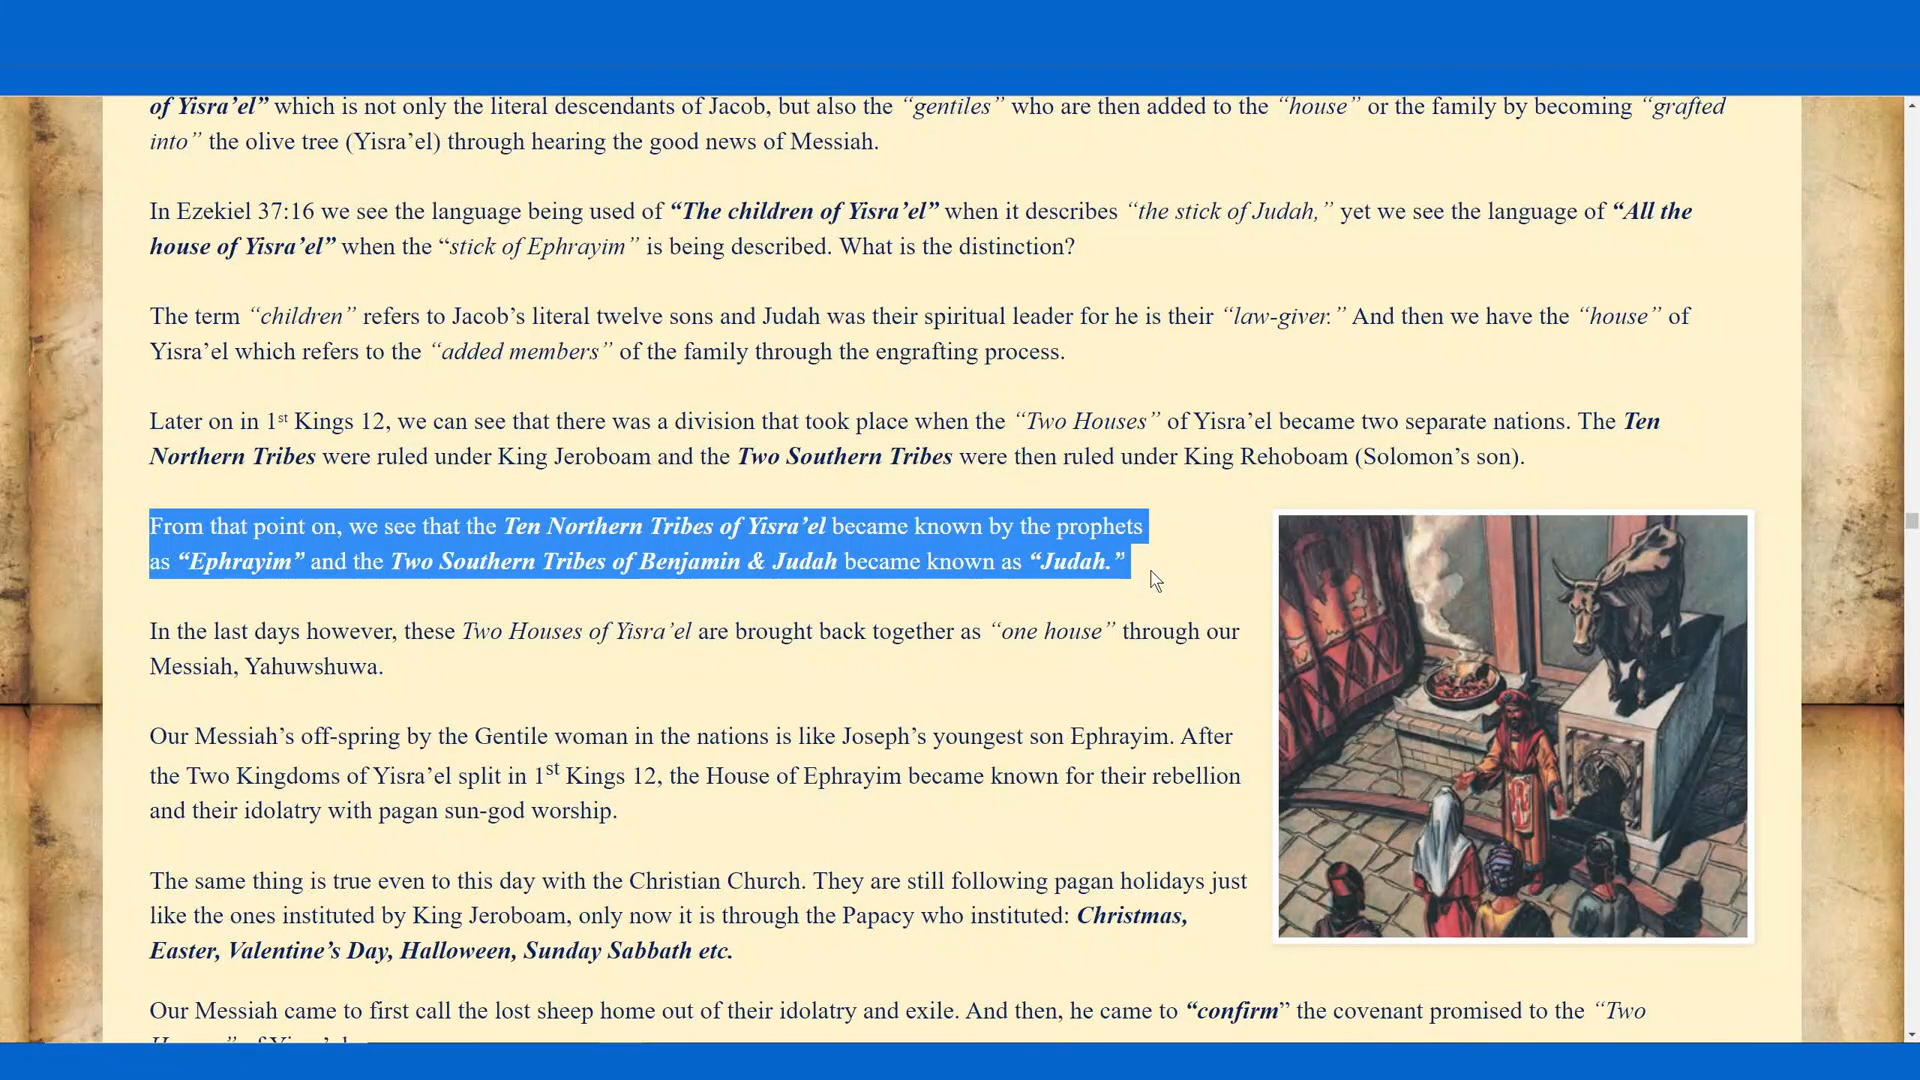 of Yisra’el” which is not only the literal descendants of Jacob, but also the “gentiles” who are then added to the “house” or the family by becoming “grafted
into” the olive tree (Yisra’el) through hearing the good news of Messiah.
In Ezekiel 37:16 we see the language being used of “The children of Yisra’el” when it describes “the stick of Judah,” yet we see the language of “All the
house of Yisra’el” when the “stick of Ephrayim” is being described. What is the distinction?
The term “children” refers to Jacob’s literal twelve sons and Judah was their spiritual leader for he is their “law-giver.” And then we have the “house” of
Yisra’el which refers to the “added members” of the family through the engrafting process.
Later on in 1st Kings 12, we can see that there was a division that took place when the “Two Houses” of Yisra’el became two separate nations. The Ten
Northern Tribes were ruled under King Jeroboam and the Two Southern Tribes were then ruled under King Rehoboam (Solomon’s son).
From that point on, we see that the Ten Northern Tribes of Yisra’el became known by the prophets
as “Ephrayim” and the Two Southern Tribes of Benjamin & Judah became known as “Judah.”
In the last days however, these Two Houses of Yisra’el are brought back together as “one house” through our
Messiah, Yahuwshuwa.
Our Messiah’s off-spring by the Gentile woman in the nations is like Joseph’s youngest son Ephrayim. After
the Two Kingdoms of Yisra’el split in 1st Kings 12, the House of Ephrayim became known for their rebellion
and their idolatry with pagan sun-god worship.
The same thing is true even to this day with the Christian Church. They are still following pagan holidays just
like the ones instituted by King Jeroboam, only now it is through the Papacy who instituted: Christmas,
Easter, Valentine’s Day, Halloween, Sunday Sabbath etc.
Our Messiah came to first call the lost sheep home out of their idolatry and exile. And then, he came to “confirm” the covenant promised to the “Two